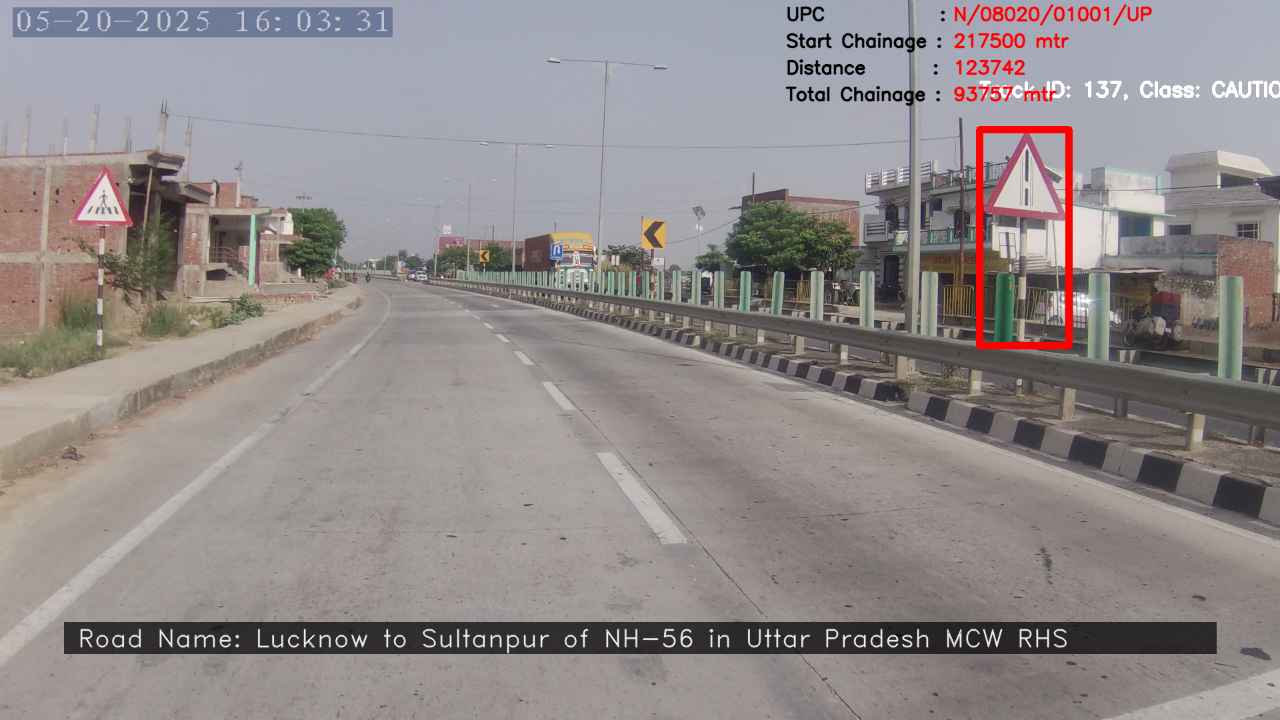 05-20-2025 16:03:31
UPC : N/08020/01001/UP
Start Chainage : 217500 mtr
Distance : 123742
Total Chainage : 93757 mtr
Track ID: 137, Class: CAUTIO
Road Name: Lucknow to Sultanpur of NH-56 in Uttar Pradesh MCW RHS